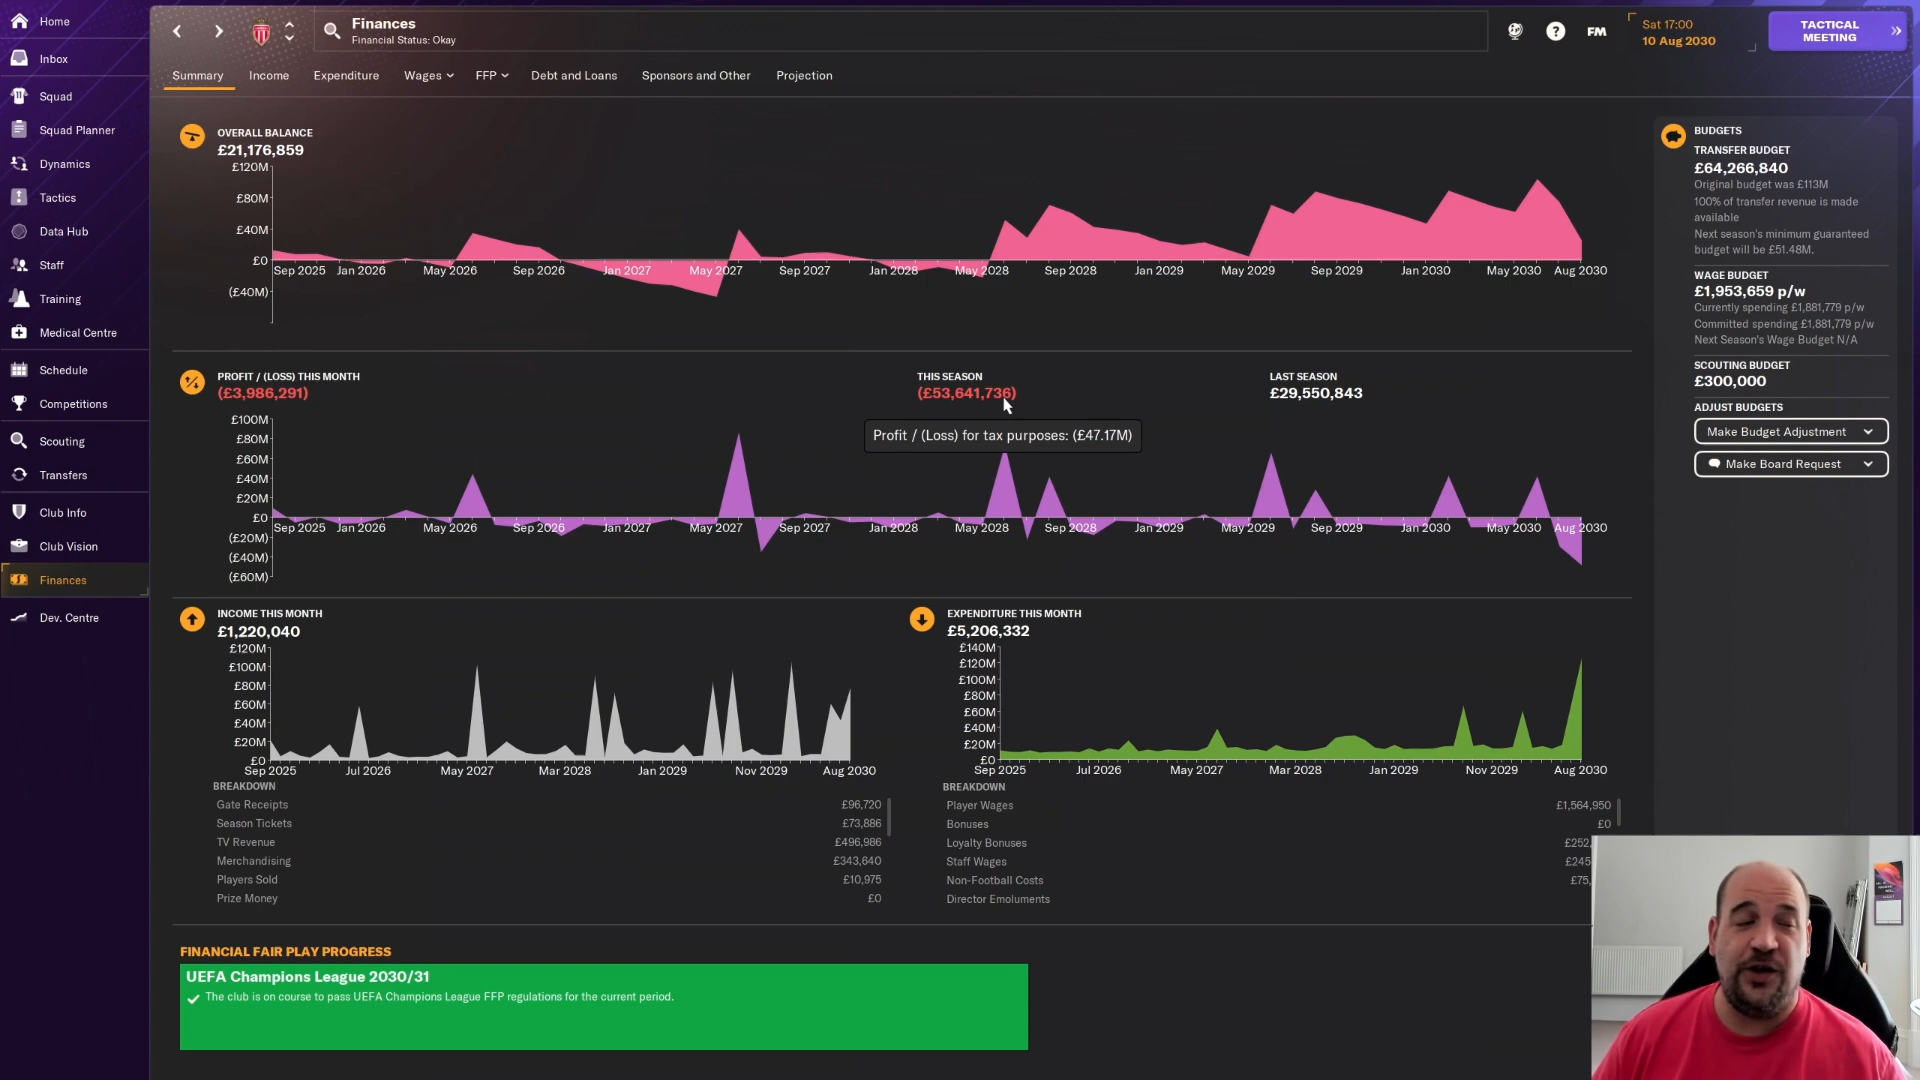 Home
Inbox
Squad
Squad Planner
Dynamics
Tactics
Data Hub
Staff
Training
Medical Centre
Schedule
Competitions
Scouting
Transfers
Club Info
Club Vision
Finances
Dev. Centre
Finances
Financial Status: Okay
FM
Sat 17:00
10 Aug 2030
TACTICAL
MEETING
Summary Income Expenditure Wages FFP Debt and Loans Sponsors and Other Projection
OVERALL BALANCE
£21,176,859
£120M
£80M
£40M
£0
(£40M)
Sep 2025 Jan 2026 May 2026 Sep 2026 Jan 2027 May 2027 Sep 2027 Jan 2028 May 2028 Sep 2028 Jan 2029 May 2029 Sep 2029 Jan 2030 May 2030 Aug 2030
PROFIT / (LOSS) THIS MONTH
(£3,986,291)
THIS SEASON
(£53,641,736)
LAST SEASON
£29,550,843
Profit / (Loss) for tax purposes: (£47.17M)
£100M
£80M
£60M
£40M
£20M
£0
(£20M)
(£40M)
(£60M)
Sep 2025 Jan 2026 May 2026 Sep 2026 Jan 2027 May 2027 Sep 2027 Jan 2028 May 2028 Sep 2028 Jan 2029 May 2029 Sep 2029 Jan 2030 May 2030 Aug 2030
INCOME THIS MONTH
£1,220,040
£120M
£100M
£80M
£60M
£40M
£20M
£0
Sep 2025 Jul 2026 May 2027 Mar 2028 Jan 2029 Nov 2029 Aug 2030
BREAKDOWN
Gate Receipts £96,720
Season Tickets £73,886
TV Revenue £496,986
Merchandising £343,640
Players Sold £10,975
Prize Money £0
EXPENDITURE THIS MONTH
£5,206,332
£140M
£120M
£100M
£80M
£60M
£40M
£20M
£0
Sep 2025 Jul 2026 May 2027 Mar 2028 Jan 2029 Nov 2029 Aug 2030
BREAKDOWN
Player Wages £1,564,950
Bonuses £0
Loyalty Bonuses £252,
Staff Wages £245
Non-Football Costs £75,
Director Emoluments
FINANCIAL FAIR PLAY PROGRESS
UEFA Champions League 2030/31
The club is on course to pass UEFA Champions League FFP regulations for the current period.
BUDGETS
TRANSFER BUDGET
£64,266,840
Original budget was £113M
100% of transfer revenue is made
available
Next season's minimum guaranteed
budget will be £51.48M.
WAGE BUDGET
£1,953,659 p/w
Currently spending £1,881,779 p/w
Committed spending £1,881,779 p/w
Next Season's Wage Budget N/A
SCOUTING BUDGET
£300,000
ADJUST BUDGETS
Make Budget Adjustment
Make Board Request